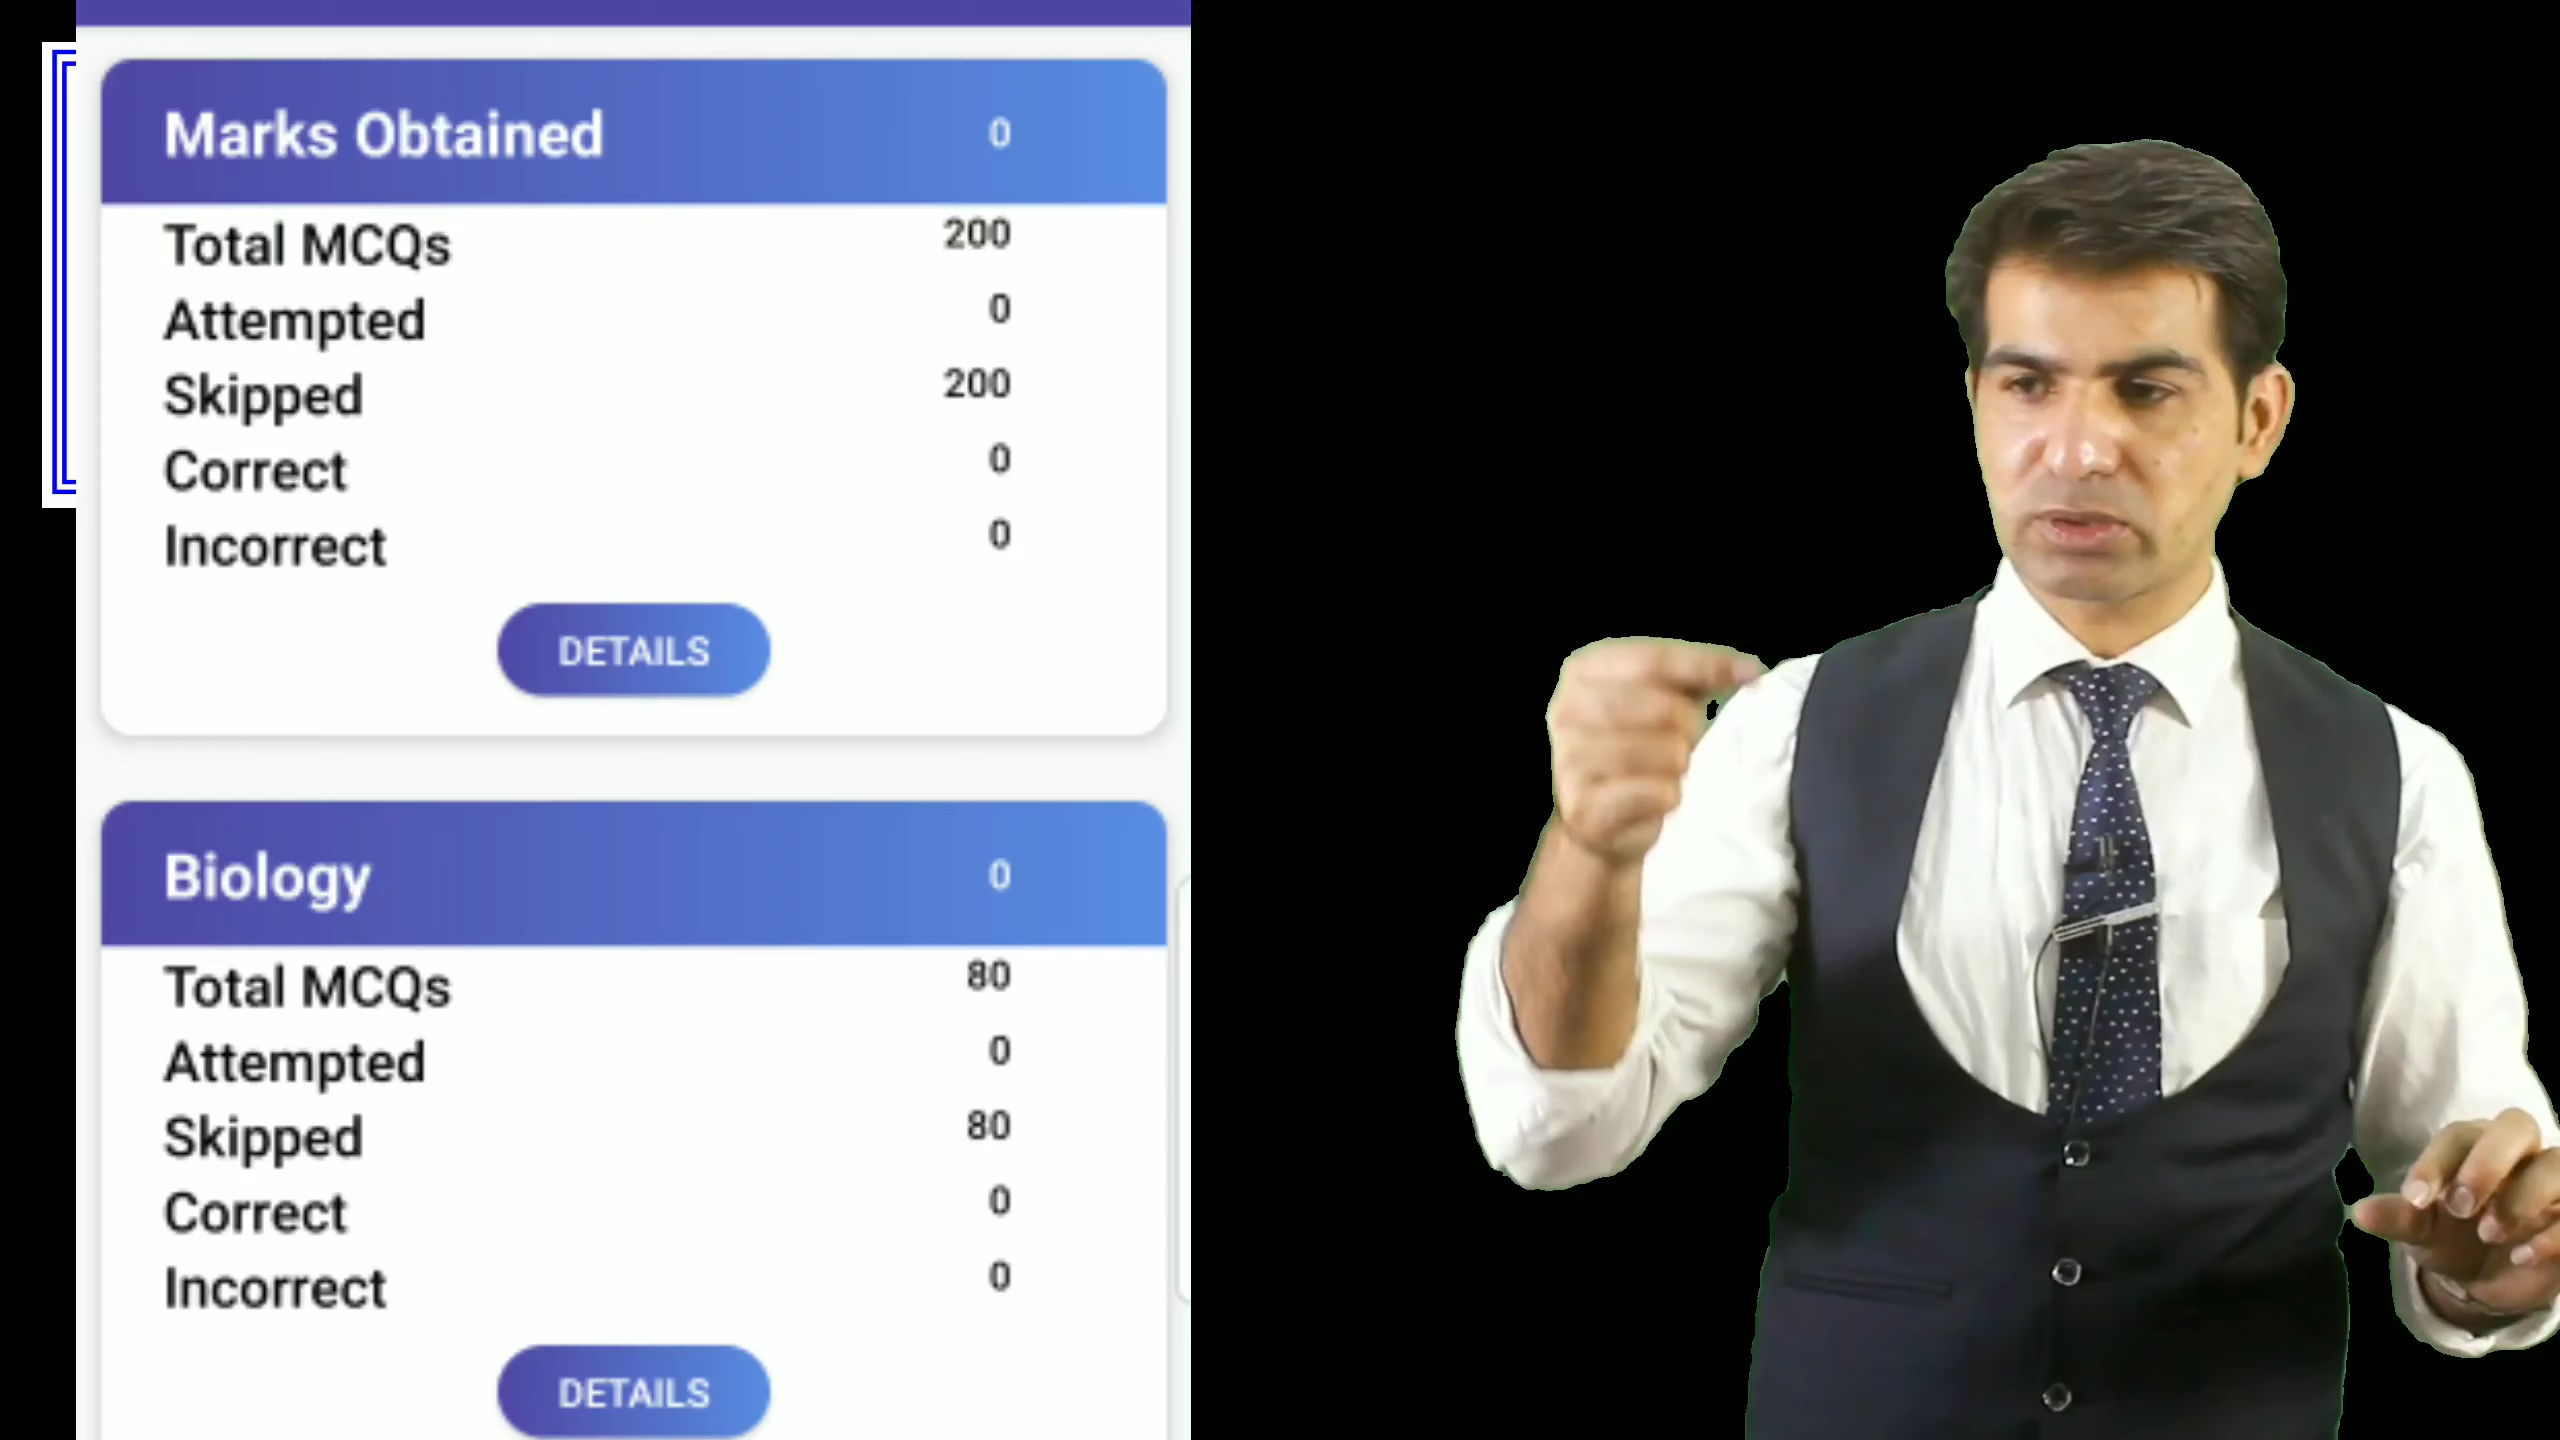 Marks Obtained 0
Total MCQs 200
Attempted 0
Skipped 200
Correct 0
Incorrect 0
DETAILS
Biology 0
Total MCQs 80
Attempted 0
Skipped 80
Correct 0
Incorrect 0
DETAILS